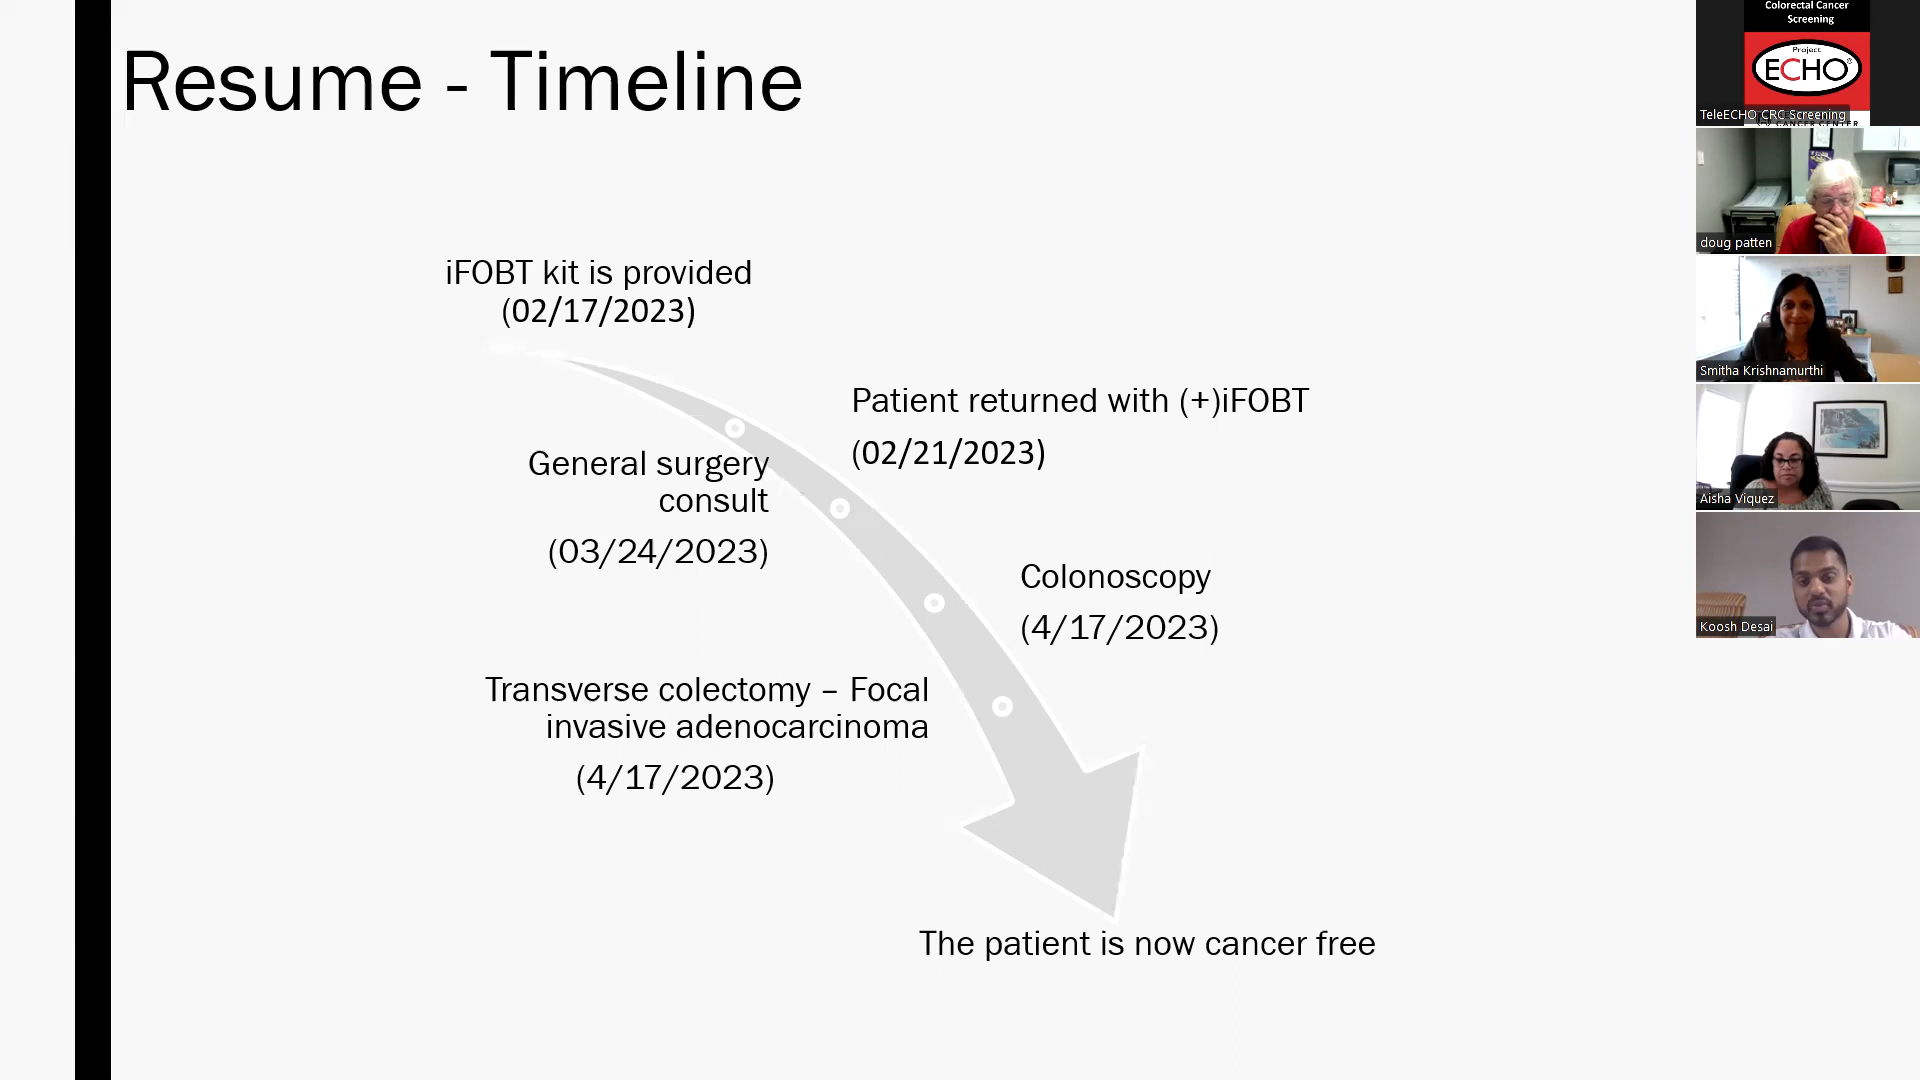 Resume - Timeline
iFOBT kit is provided
(02/17/2023)
Patient returned with (+)iFOBT
(02/21/2023)
General surgery
consult
(03/24/2023)
Colonoscopy
(4/17/2023)
Transverse colectomy – Focal
invasive adenocarcinoma
(4/17/2023)
The patient is now cancer free
Colorectal Cancer
Screening
Project
ECHO®
TeleECHO CRC Screening
CANCER CENTER
doug patten
Smitha Krishnamurthi
Aisha Viquez
Koosh Desai